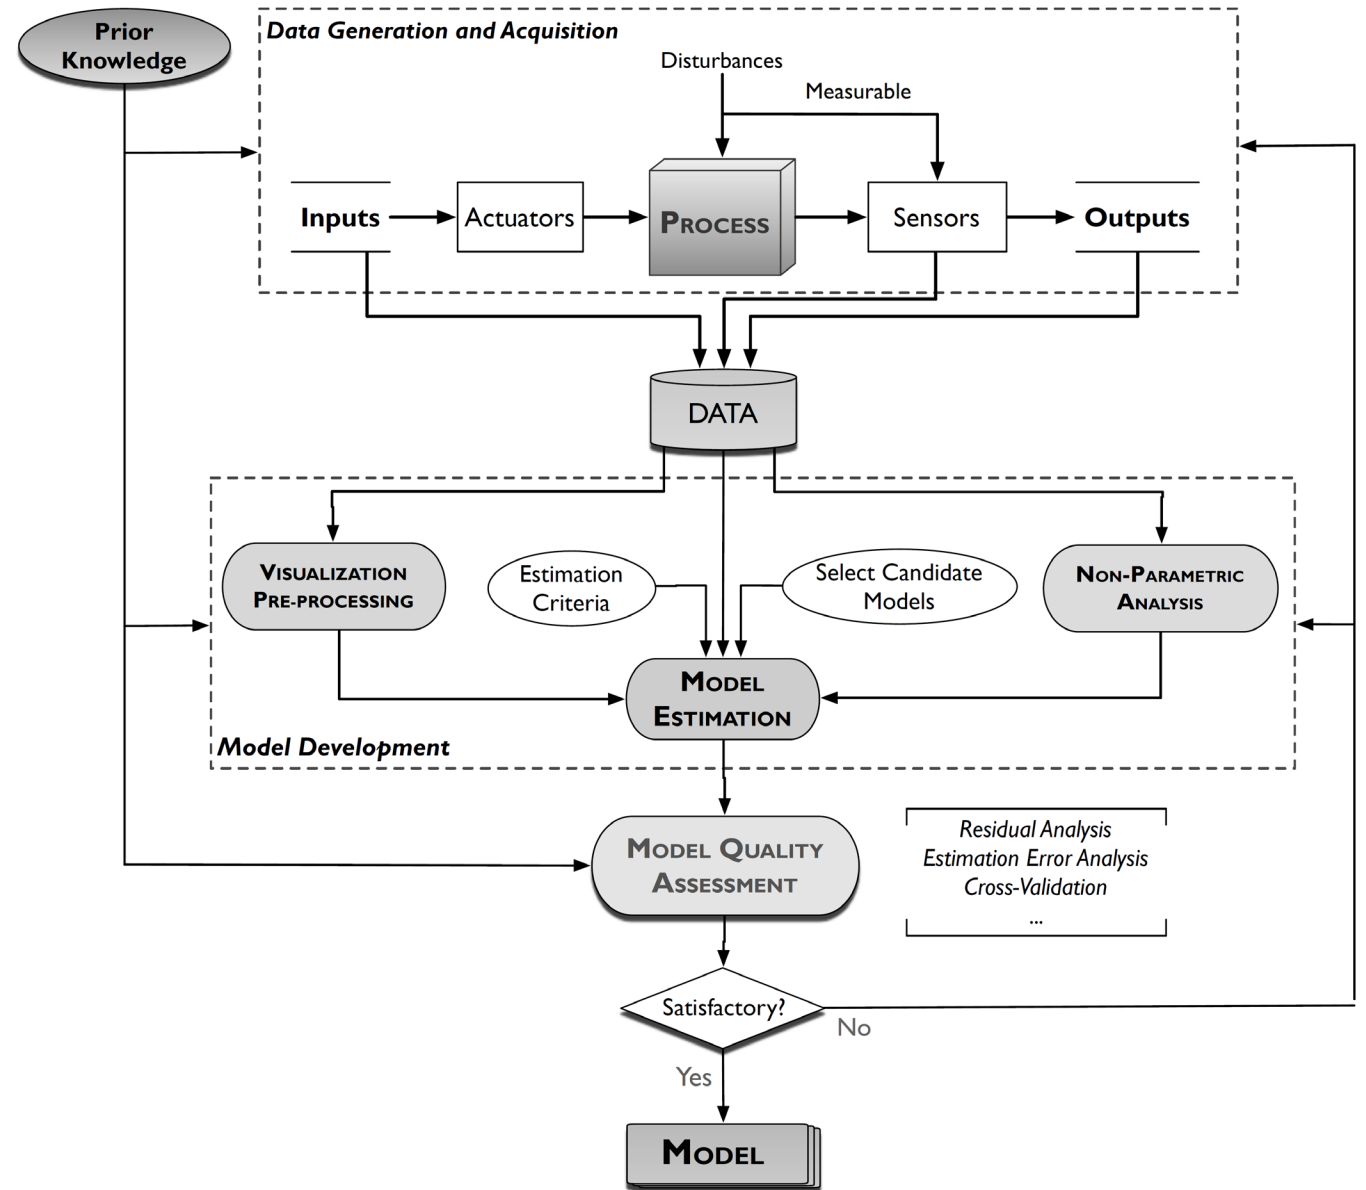 Prior
Knowledge
Data Generation and Acquisition
Disturbances
Measurable
Inputs
Actuators
PROCESS
Sensors
Outputs
DATA
VISUALIZATION
PRE-PROCESSING
Estimation
Criteria
Select Candidate
Models
NON-PARAMETRIC
ANALYSIS
MODEL
ESTIMATION
Model Development
MODEL QUALITY
ASSESSMENT
Residual Analysis
Estimation Error Analysis
Cross-Validation
...
Satisfactory?
No
Yes
MODEL